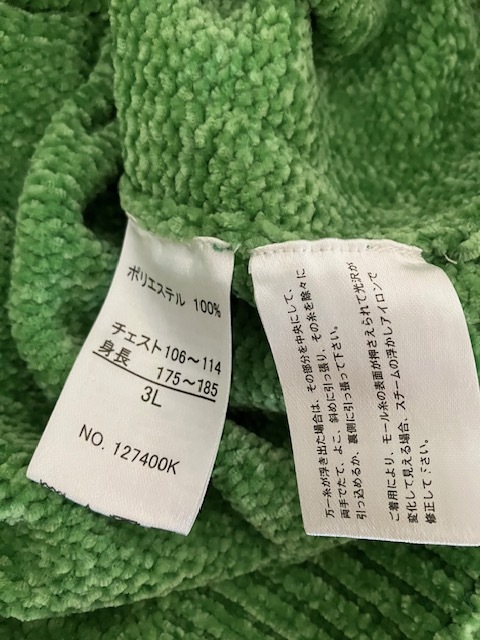 ポリエステル 100%
チェスト106～114
身長 175～185
3L
NO. 127400K
万一糸が浮き出た場合は、その部分を中央にして、
両手でたて、よこ、斜めに引っ張り、その糸を除々に
引っ込めるか、裏側に引っ張って下さい。
ご着用により、モール糸の表面が押さえられて光沢が
変化して見える場合、スチームの浮かしアイロンで
修正して下さい。